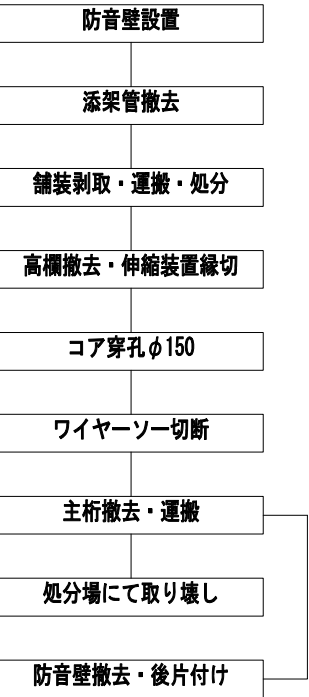 防音壁設置
添架管撤去
舗装剥取・運搬・処分
高欄撤去・伸縮装置縁切
コア穿孔φ150
ワイヤーソー切断
主桁撤去・運搬
処分場にて取り壊し
防音壁撤去・後片付け